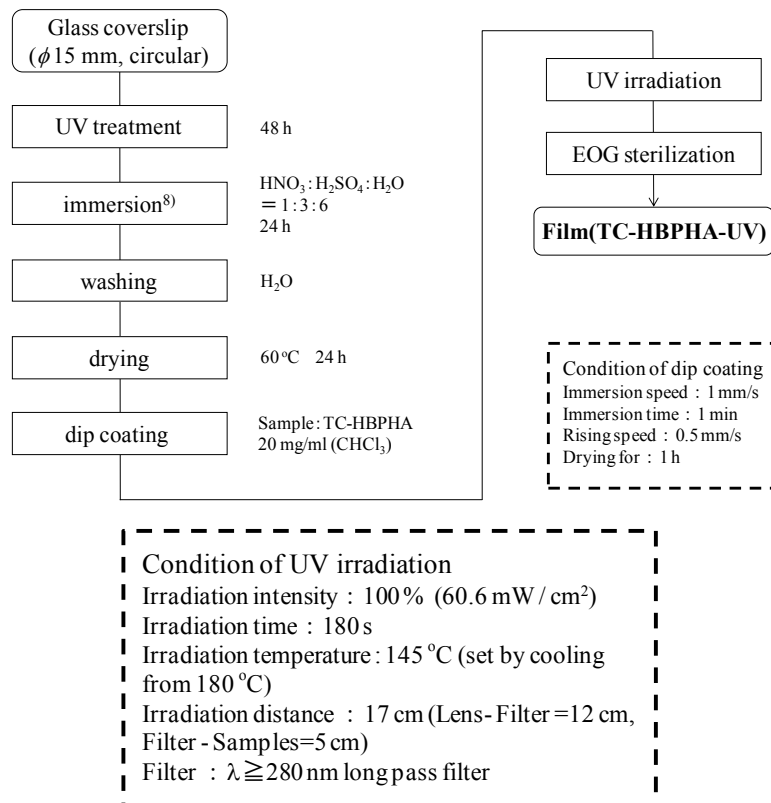 Glass coverslip
(ϕ 15 mm, circular)
UV treatment
48 h
immersion⁸⁾
HNO₃ : H₂SO₄ : H₂O
= 1 : 3 : 6
24 h
washing
H₂O
drying
60 °C 24 h
dip coating
Sample : TC-HBPHA
20 mg/ml (CHCl₃)
UV irradiation
EOG sterilization
Film(TC-HBPHA-UV)
Condition of dip coating
Immersion speed : 1 mm/s
Immersion time : 1 min
Rising speed : 0.5 mm/s
Drying for : 1 h
Condition of UV irradiation
Irradiation intensity : 100% (60.6 mW / cm²)
Irradiation time : 180 s
Irradiation temperature : 145 °C (set by cooling
from 180 °C)
Irradiation distance : 17 cm (Lens- Filter =12 cm,
Filter - Samples=5 cm)
Filter : λ≧280 nm long pass filter